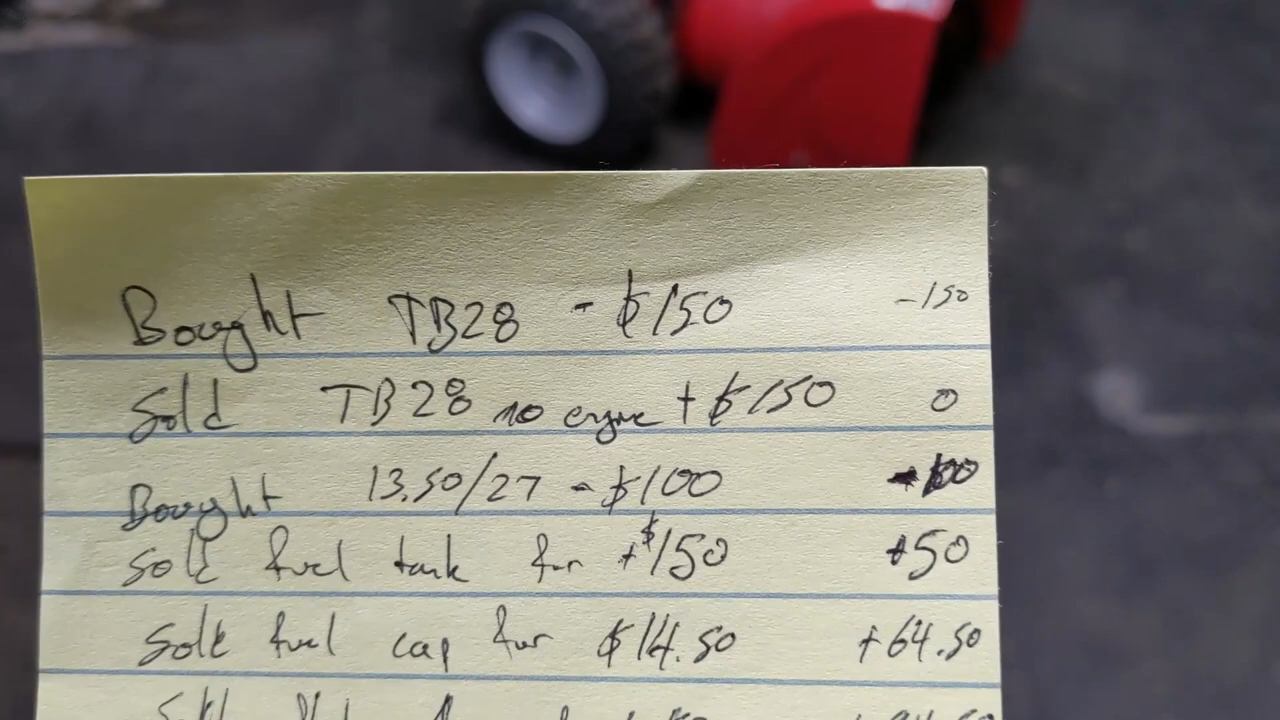 Bought TB28 - $150 -150
Sold TB28 no engine + $150 0
Bought 13.50/27 - $100 -100
Sold fuel tank for +$150 +50
Sold fuel cap for $14.50 +64.50